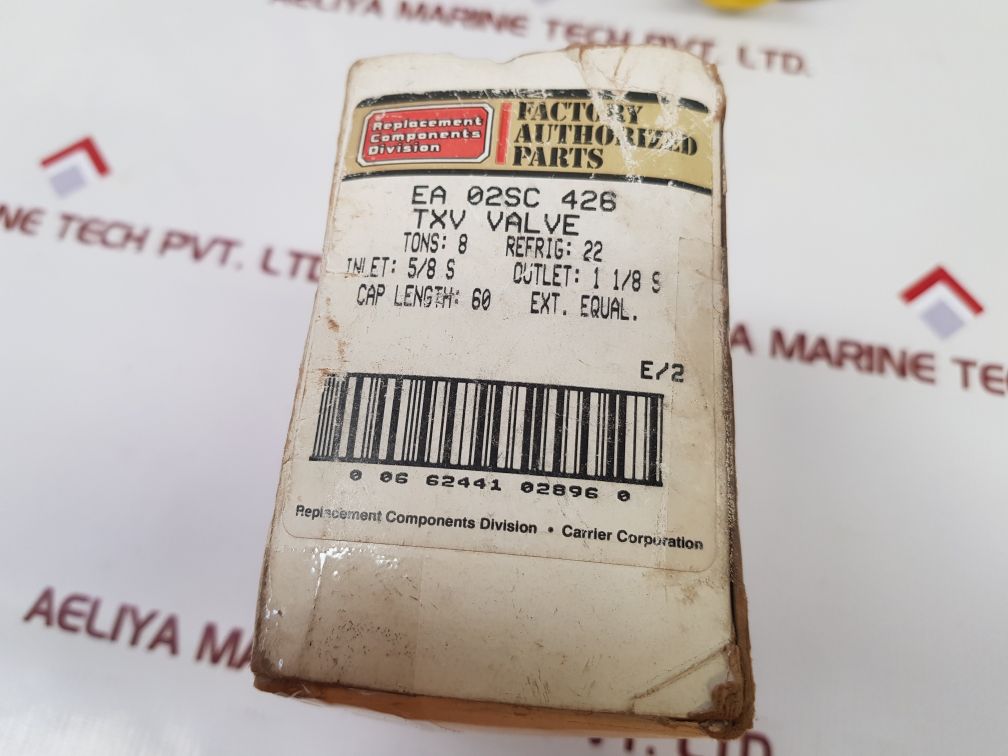 AELIYA MARINE TECH PVT. LTD.
Replacement
Components
Division
FACTORY
AUTHORIZED
PARTS
EA 02SC 426
TXV VALVE
TONS: 8 REFRIG: 22
INLET: 5/8 S OUTLET: 1 1/8 S
CAP LENGTH: 60 EXT. EQUAL.
E/2
0 06 62441 02896 0
Replacement Components Division • Carrier Corporation
NE TECH PVT. LTD
A MARINE TE
AELIYA MA
LTD.